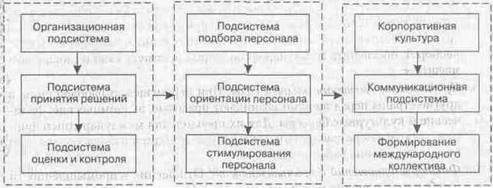 Организационная
подсистема
Подсистема
принятия решений
Подсистема
оценки и контроля
Подсистема
подбора персонала
Подсистема
ориентации персонала
Подсистема
стимулирования
персонала
Корпоративная
культура
Коммуникационная
подсистема
Формирование
международного
коллектива